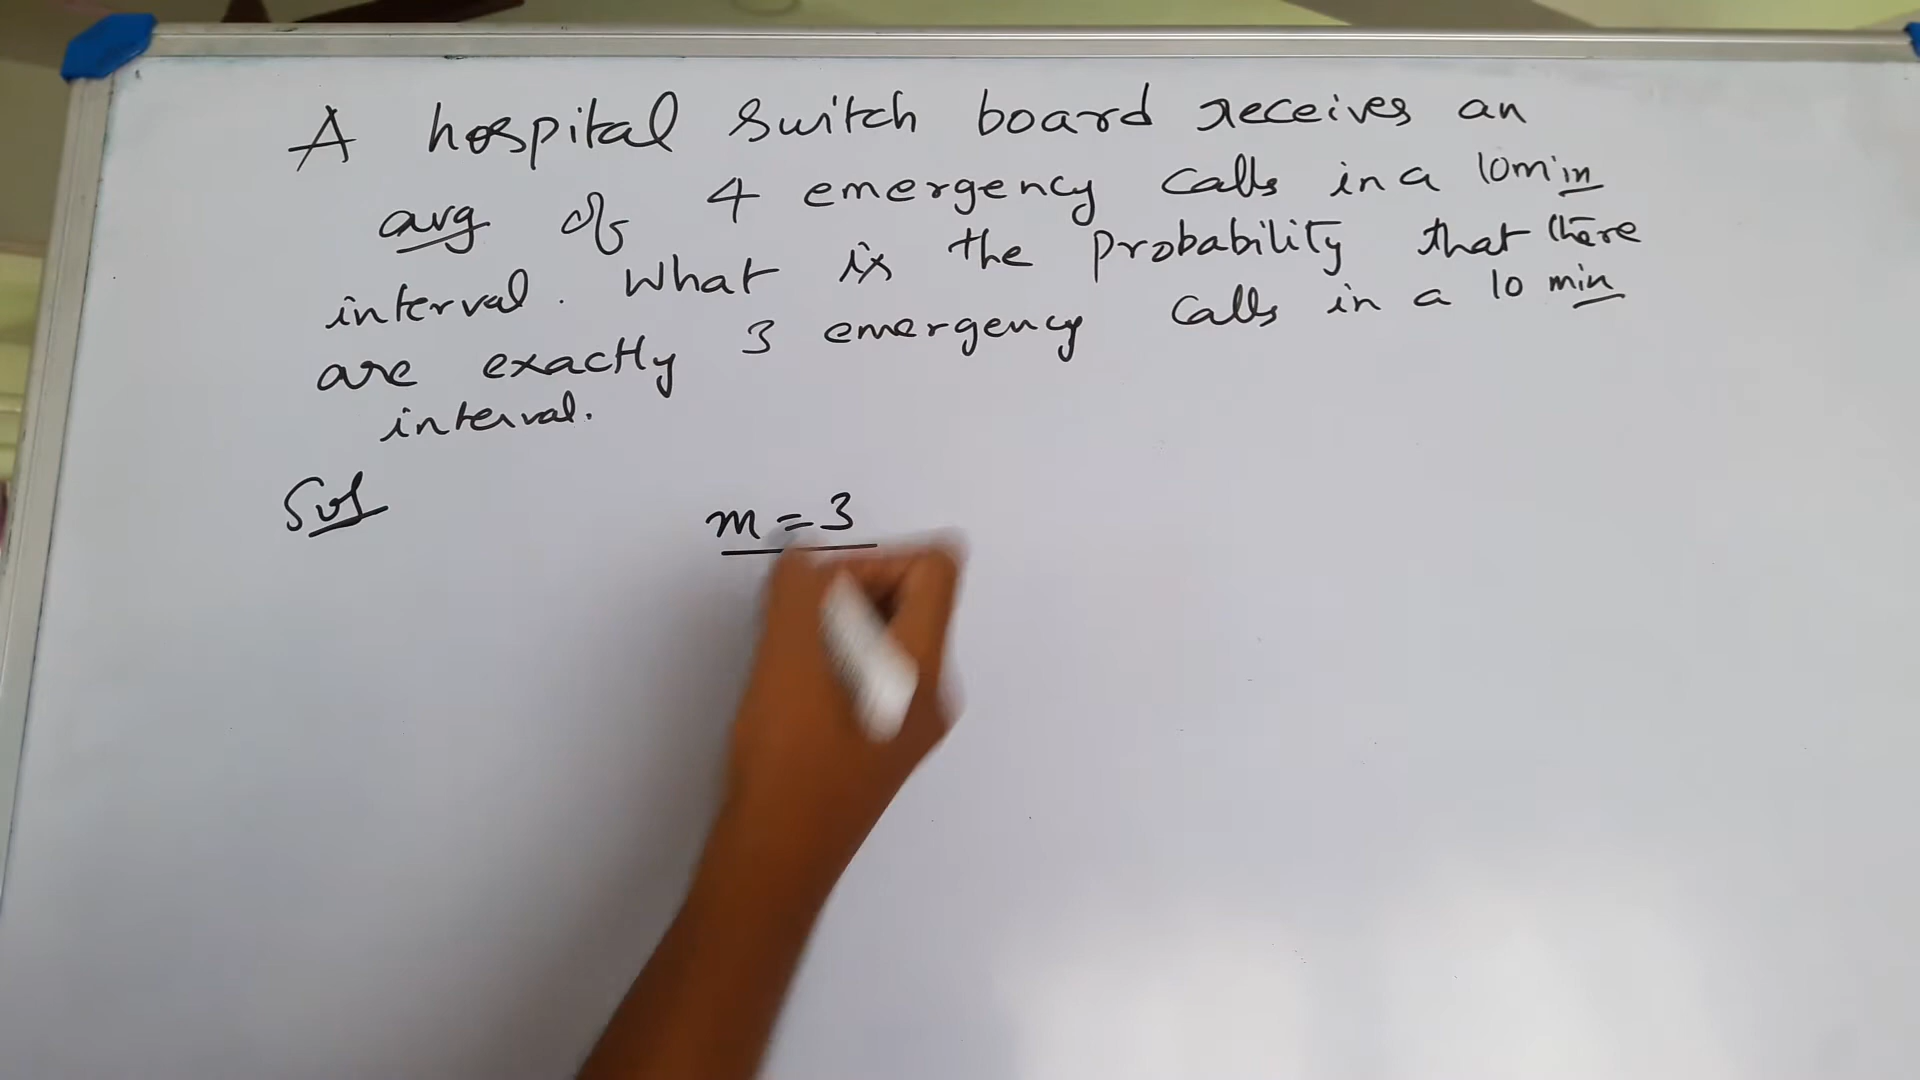 A hospital switch board receives an
avg of 4 emergency calls in a 10min
interval. What is the probability that there
are exactly 3 emergency calls in a 10 min
interval.
Sol
m = 3